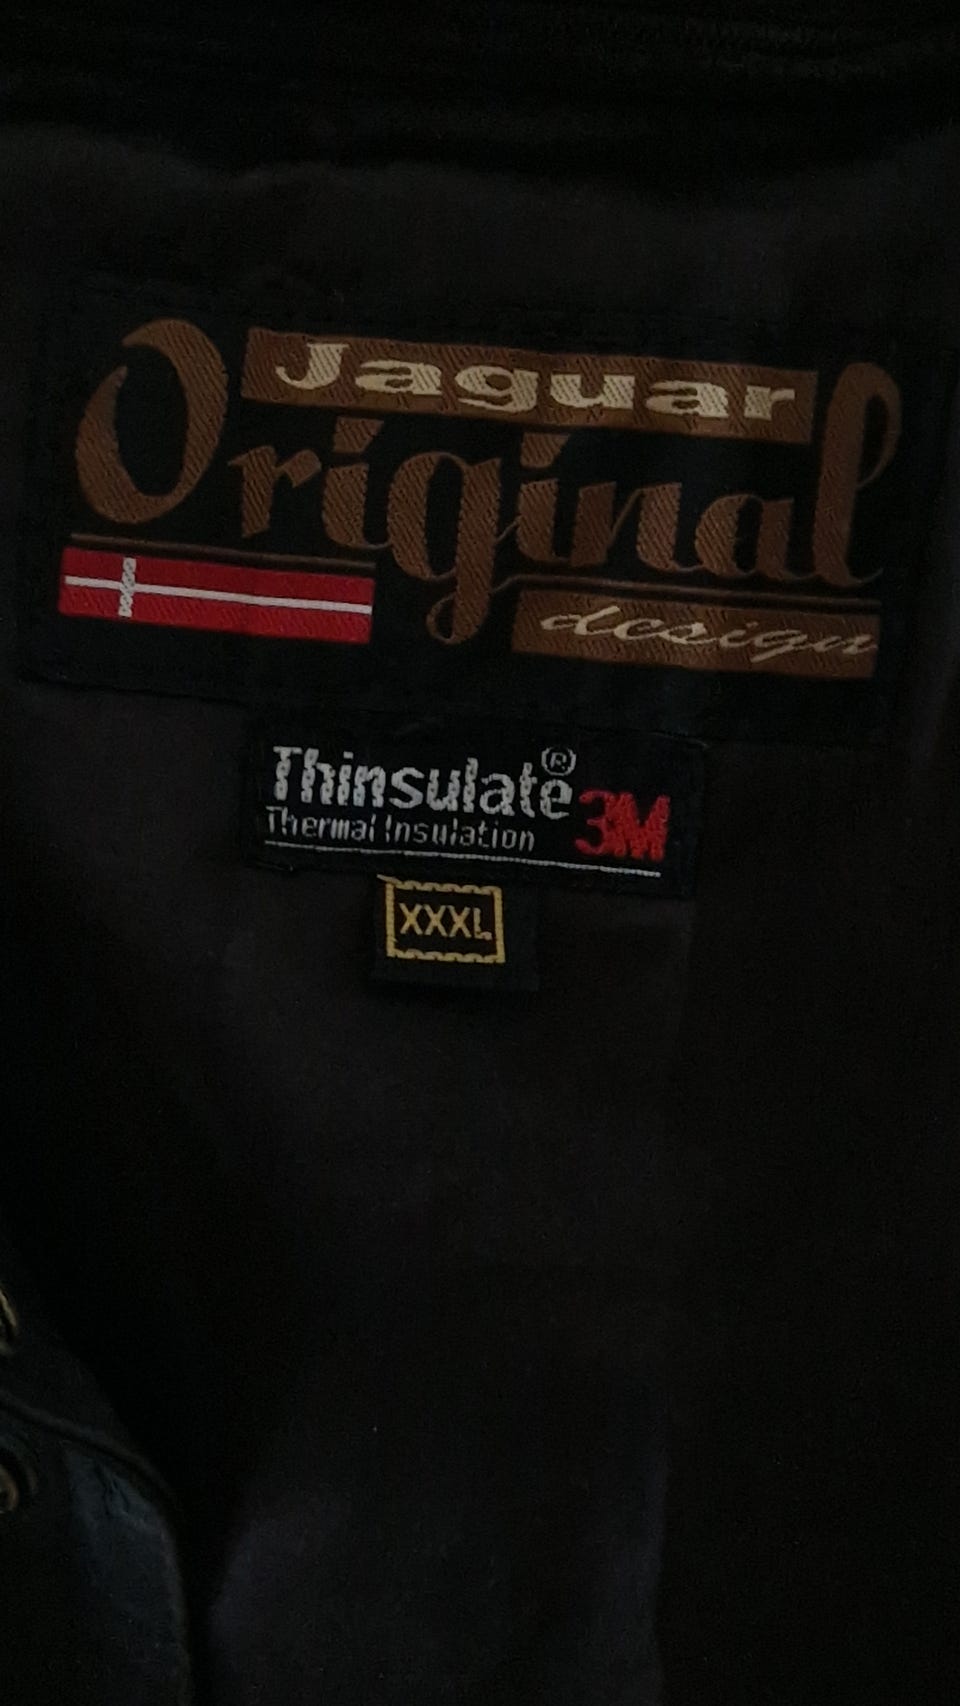 Jaguar
Original
design
Thinsulate®
Thermal Insulation 3M
XXXL